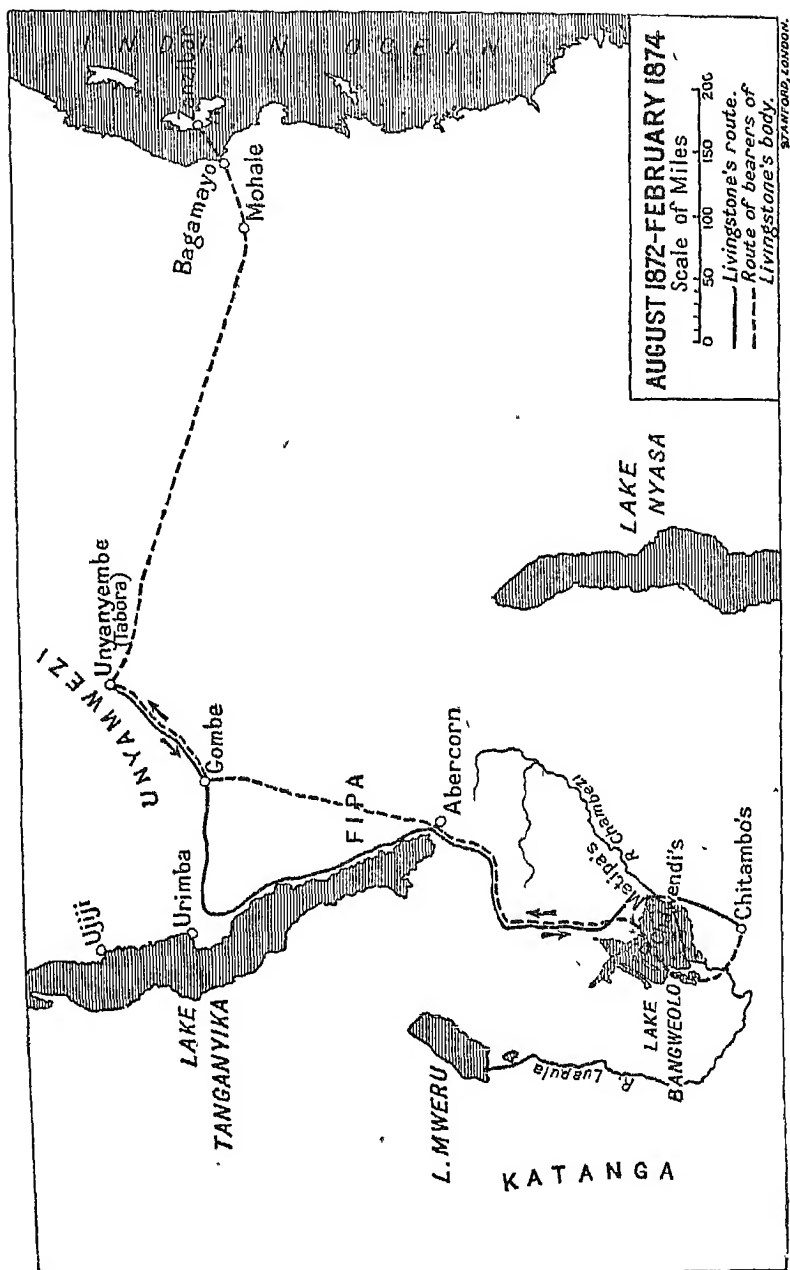 INDIAN OCEAN
Zanzibar
Bagamayo
Mohale
Unyanyembe
(Tabora)
UNYAMWEZI
Gombe
Ujiji
Urimba
LAKE
TANGANYIKA
FIPA
Abercorn
LAKE
NYASA
L. MWERU
R. Luapula
KATANGA
R. Chambezi
Matipa's
LAKE
BANGWEOLO
Chitambo's
AUGUST 1872-FEBRUARY 1874
Scale of Miles
0 50 100 150 200
Livingstone's route.
Route of bearers of
Livingstone's body.
STANFORD, LONDON.